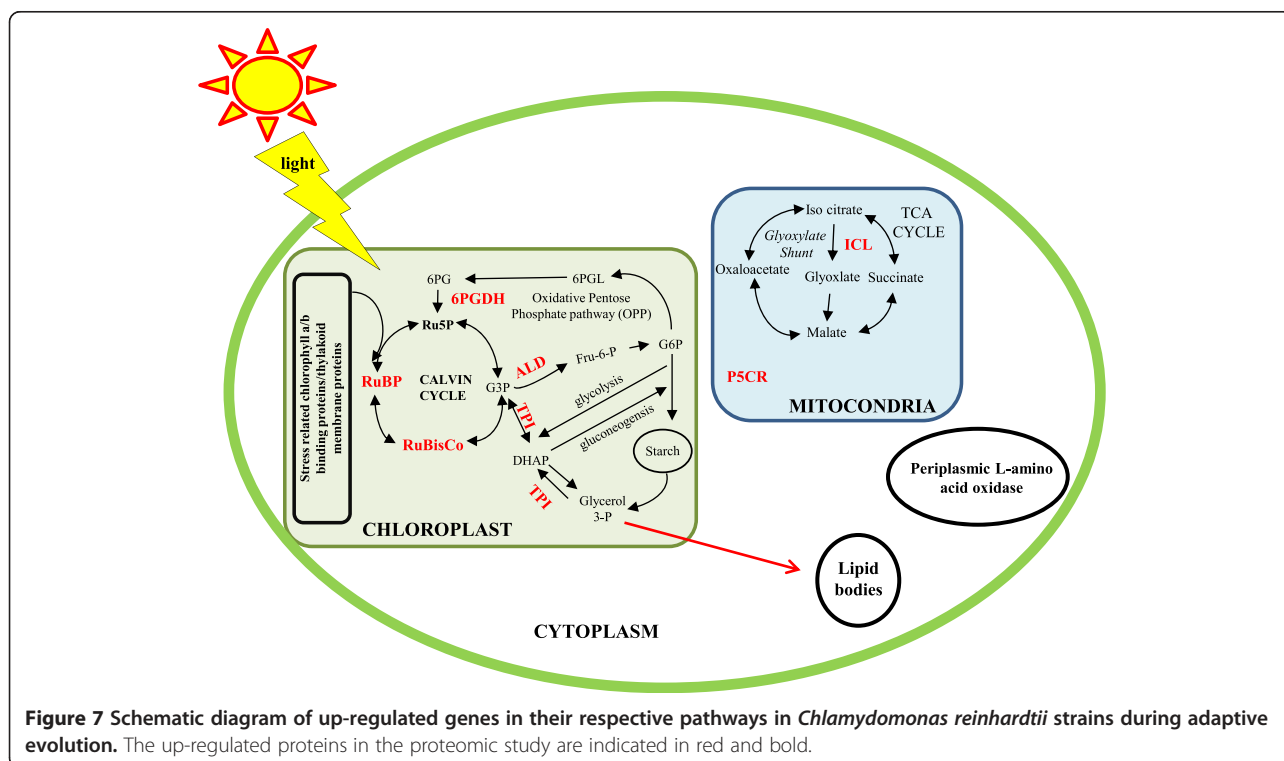 light
Stress related chlorophyll a/b
binding proteins/thylakoid
membrane proteins
6PG
6PGL
6PGDH
Oxidative Pentose
Phosphate pathway (OPP)
Ru5P
RuBP
CALVIN
CYCLE
G3P
ALD
Fru-6-P
G6P
RuBisCo
TPI
glycolysis
gluconeogensis
DHAP
Starch
TPI
Glycerol
3-P
CHLOROPLAST
Iso citrate
TCA
CYCLE
Glyoxylate
Shunt
ICL
Oxaloacetate
Glyoxlate
Succinate
Malate
P5CR
MITOCONDRIA
Periplasmic L-amino
acid oxidase
Lipid
bodies
CYTOPLASM
Figure 7 Schematic diagram of up-regulated genes in their respective pathways in Chlamydomonas reinhardtii strains during adaptive
evolution. The up-regulated proteins in the proteomic study are indicated in red and bold.